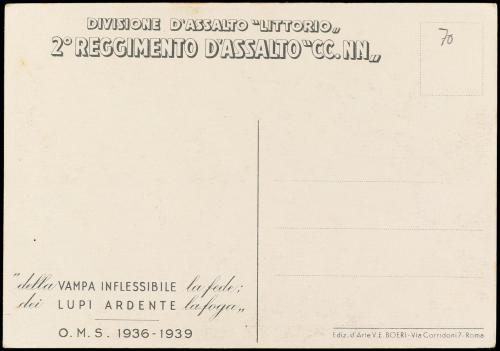 DIVISIONE D'ASSALTO "LITTORIO„
2° REGGIMENTO D'ASSALTO "CC.NN„
70
"della VAMPA INFLESSIBILE la fede;
dei LUPI ARDENTE la foga„
O.M.S. 1936-1939
Ediz. d'Arte V. E. BOERI - Via Corridoni 7 - Roma